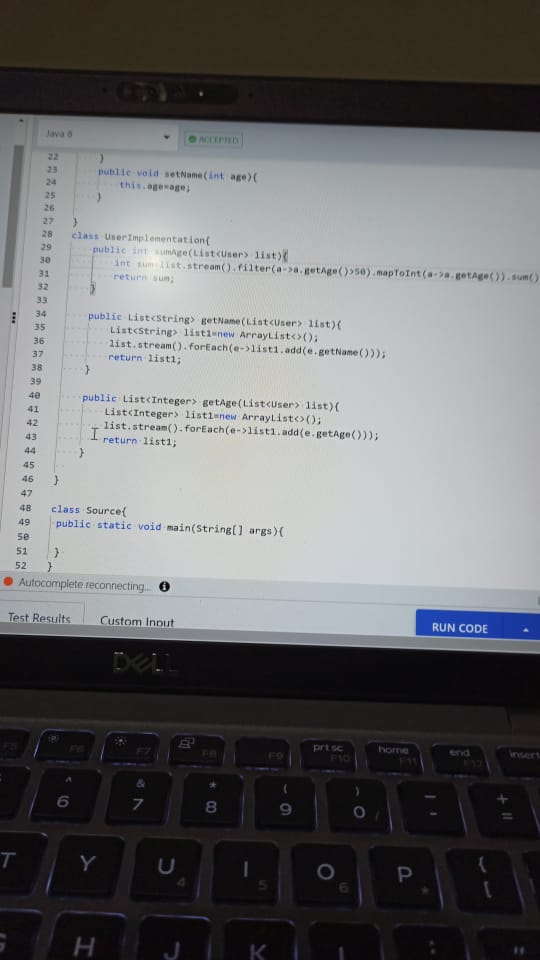 Java 8
ACCEPTED
22 }
23 public void setName(int age){
24 this.age=age;
25 }
26
27 }
28 class UserImplementation{
29 public int sumAge(List<User> list){
30 int sum=list.stream().filter(a->a.getAge()>50).mapToInt(a->a.getAge()).sum()
31 return sum;
32 }
33
34 public List<String> getName(List<User> list){
35 List<String> list1=new ArrayList<>();
36 list.stream().forEach(e->list1.add(e.getName()));
37 return list1;
38 }
39
40 public List<Integer> getAge(List<User> list){
41 List<Integer> list1=new ArrayList<>();
42 list.stream().forEach(e->list1.add(e.getAge()));
43 return list1;
44 }
45
46 }
47
48 class Source{
49 public static void main(String[] args){
50
51 }
52 }
Autocomplete reconnecting... i
Test Results Custom Input RUN CODE
DELL
F5 F6 F7 F8 F9 prt sc F10 home F11 end F12 insert
^ 6 & 7 * 8 ( 9 ) 0 / _ - + =
T Y U 4 I 5 O 6 P * { [
G H J K L : "